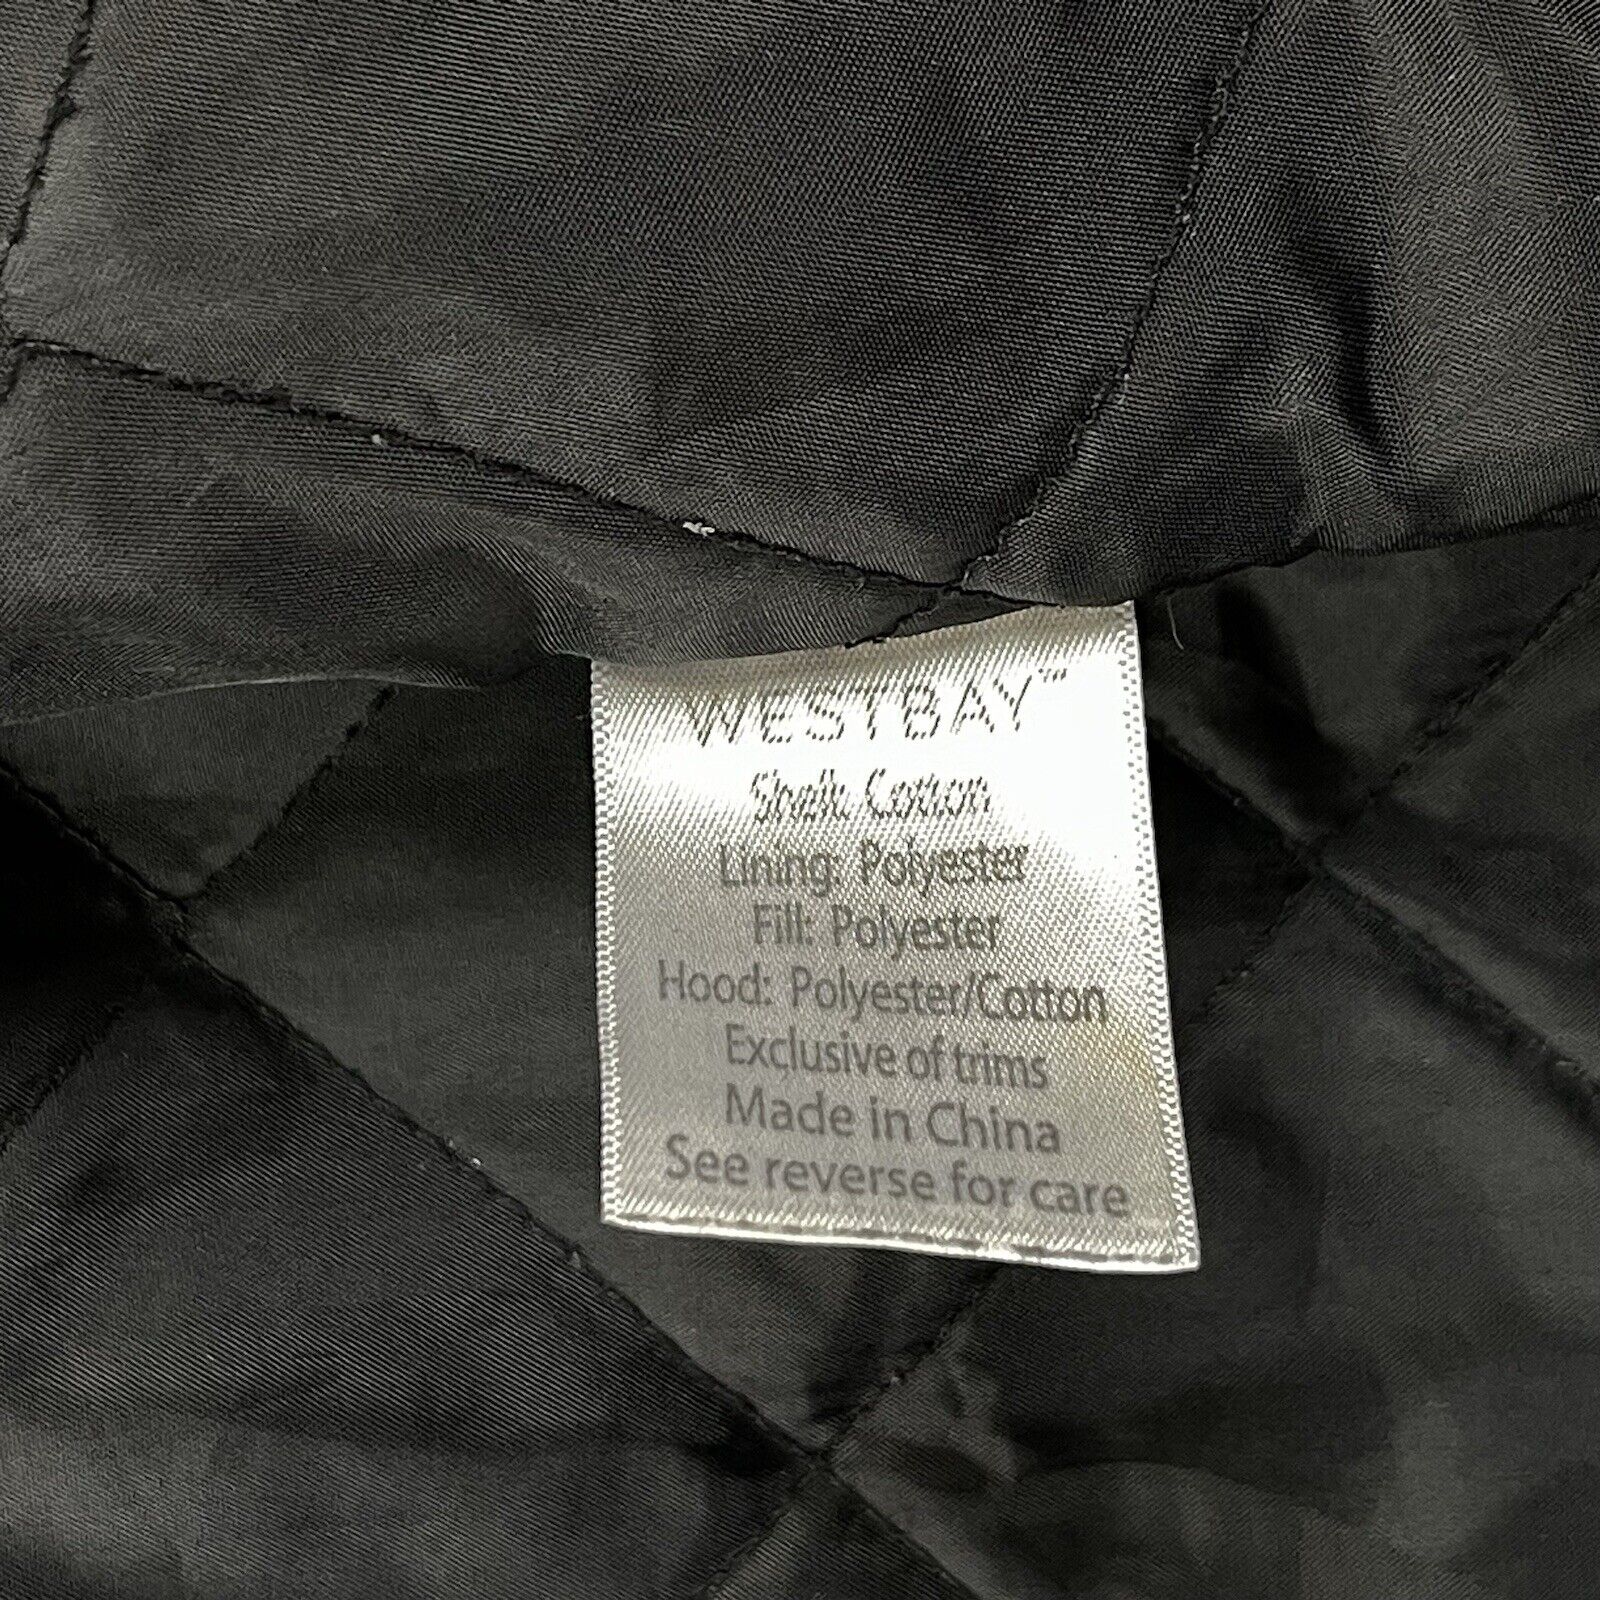 WESTBAY™
Shell: Cotton
Lining: Polyester
Fill: Polyester
Hood: Polyester/Cotton
Exclusive of trims
Made in China
See reverse for care